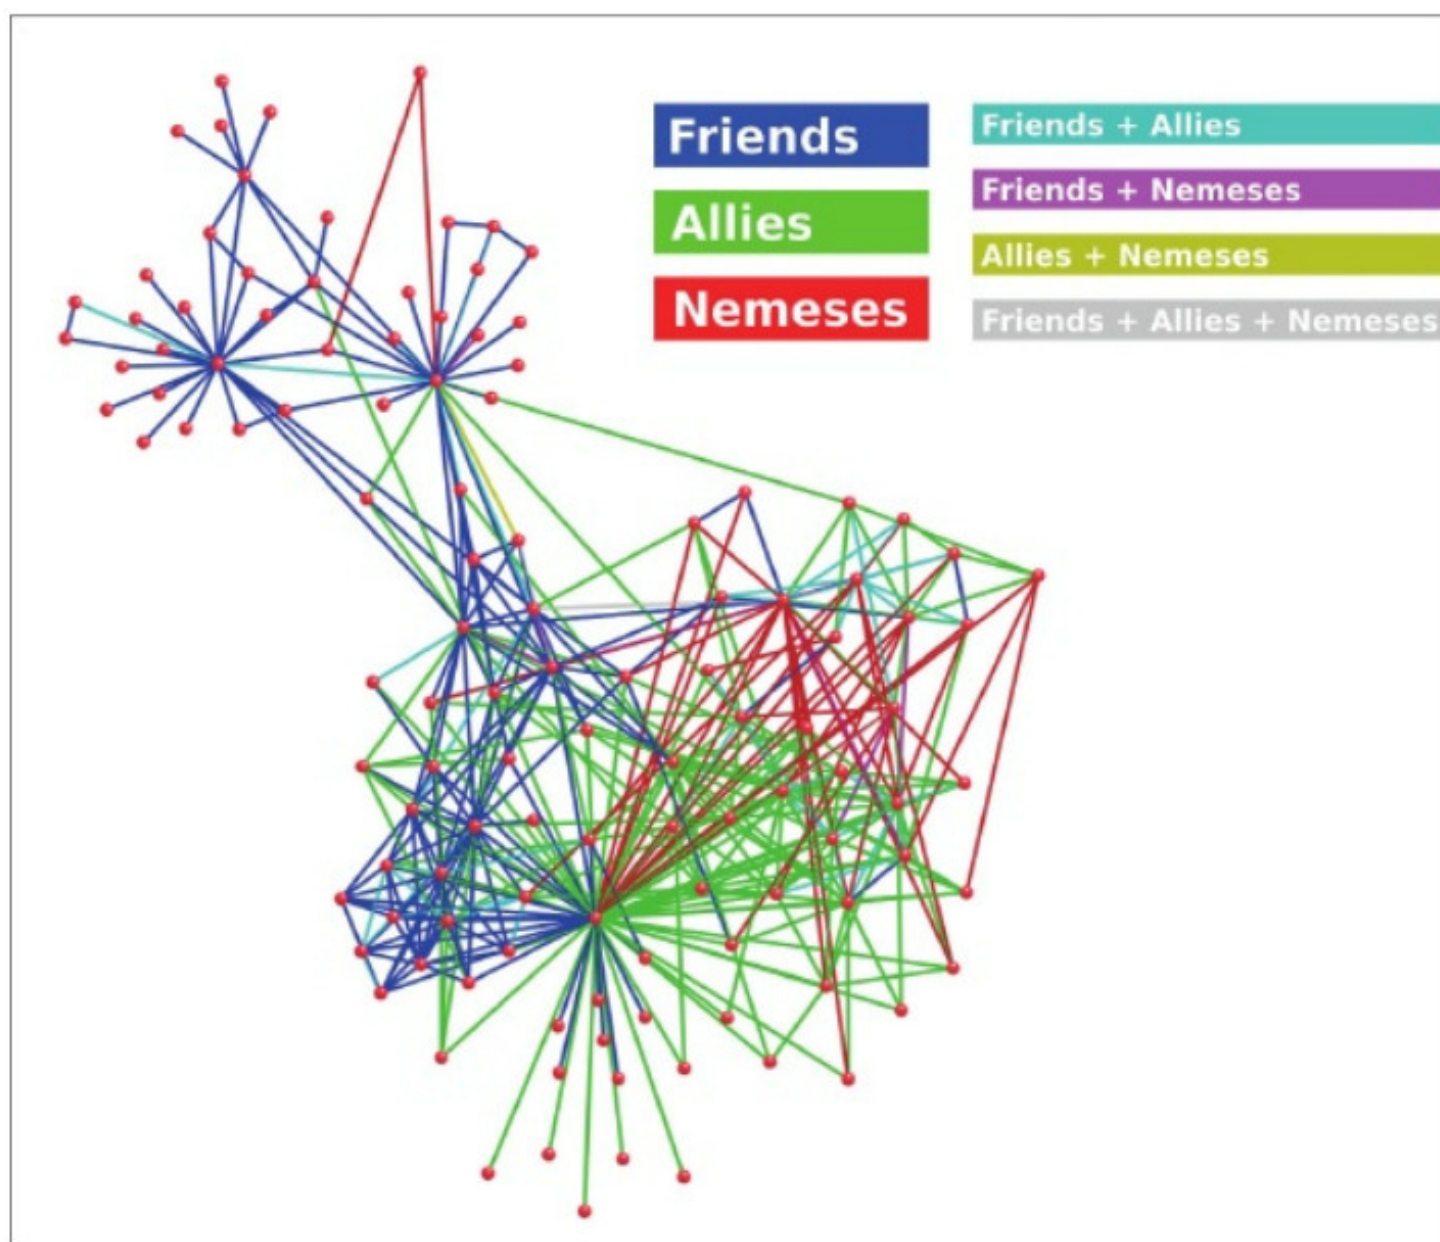 Friends
Allies
Nemeses
Friends + Allies
Friends + Nemeses
Allies + Nemeses
Friends + Allies + Nemeses